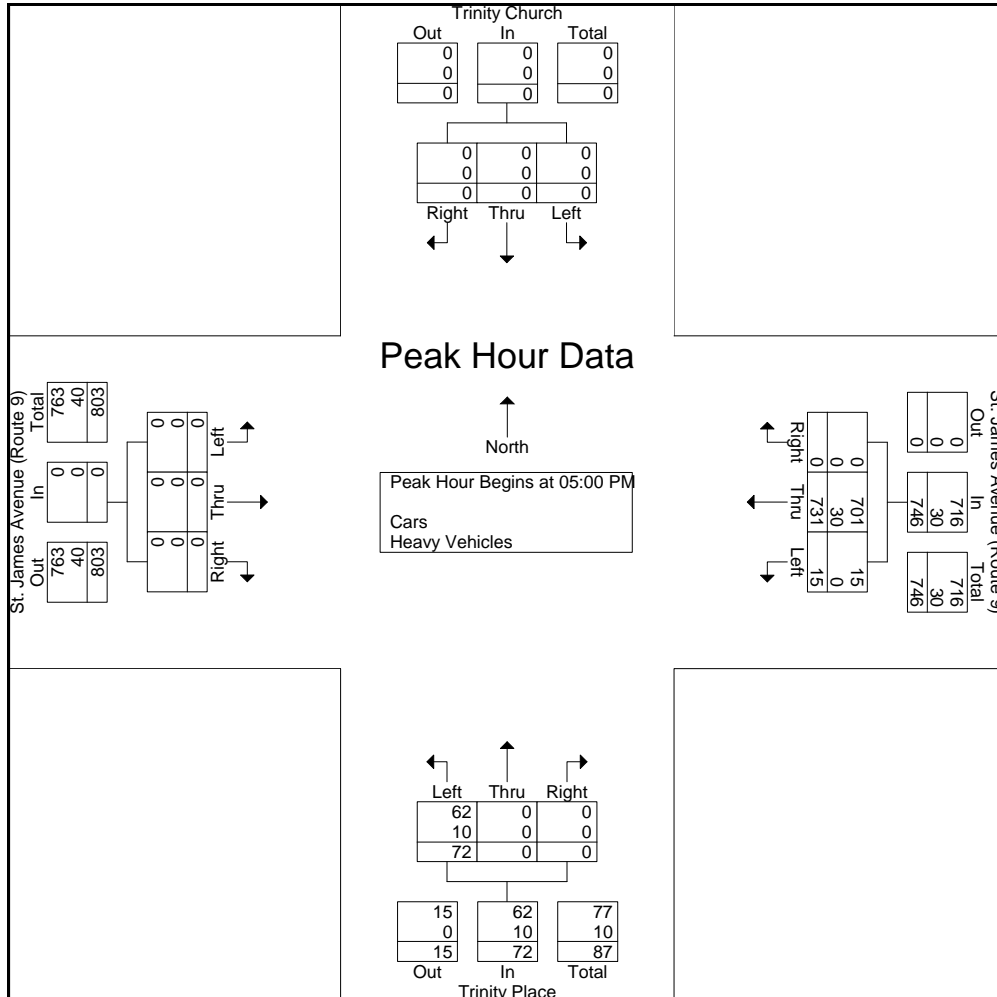 Trinity Church
Out In Total
0 0 0
0 0 0
0 0 0
0 0 0
0 0 0
0 0 0
Right Thru Left
Peak Hour Data
North
Peak Hour Begins at 05:00 PM
Cars
Heavy Vehicles
St. James Avenue (Route 9)
Out In Total
763 0 763
40 0 40
803 0 803
Right Thru Left
0 0 0
0 0 0
0 0 0
St. James Avenue (Route 9)
Out In Total
0 716 716
0 30 30
0 746 746
0 701 15
0 30 0
0 731 15
Right Thru Left
Left Thru Right
62 0 0
10 0 0
72 0 0
15 62 77
0 10 10
15 72 87
Out In Total
Trinity Place